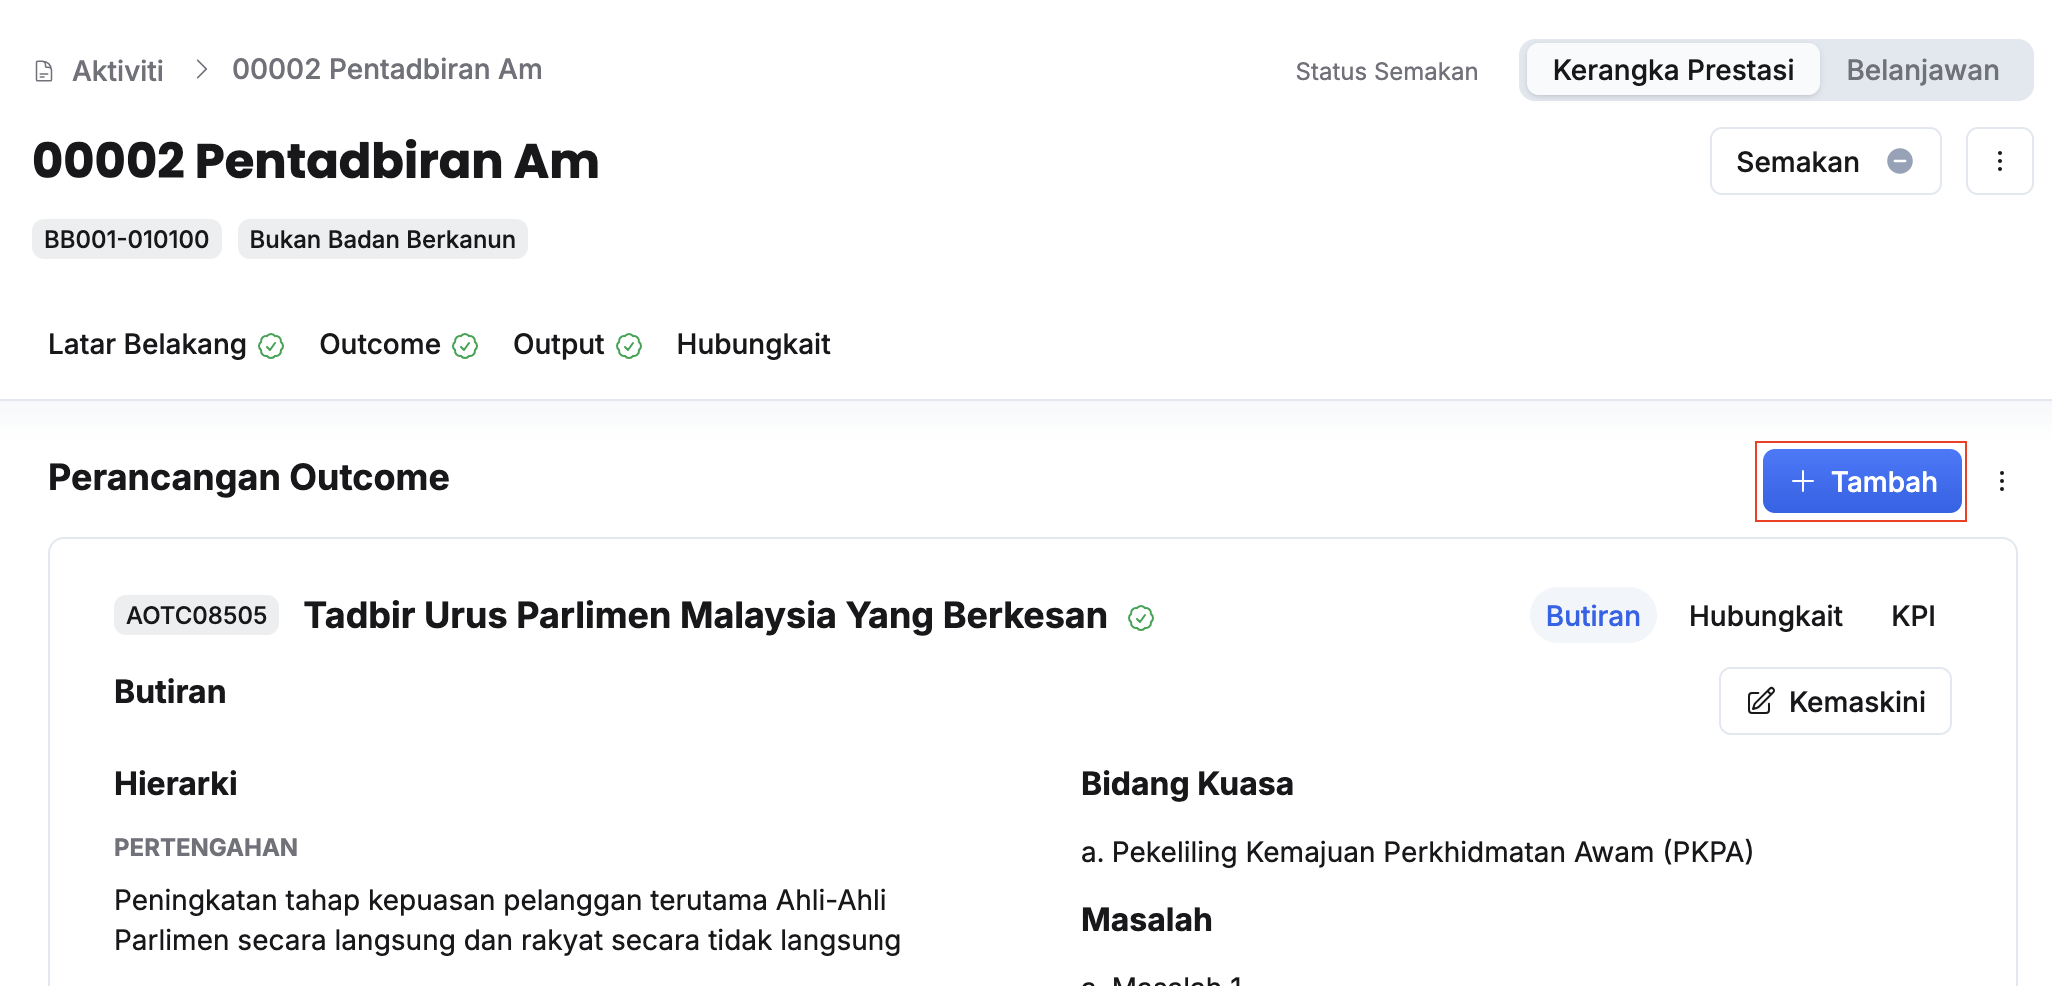 Aktiviti > 00002 Pentadbiran Am
Status Semakan
Kerangka Prestasi
Belanjawan
00002 Pentadbiran Am
Semakan
BB001-010100
Bukan Badan Berkanun
Latar Belakang
Outcome
Output
Hubungkait
Perancangan Outcome
+ Tambah
AOTC08505
Tadbir Urus Parlimen Malaysia Yang Berkesan
Butiran
Hubungkait
KPI
Butiran
Kemaskini
Hierarki
PERTENGAHAN
Peningkatan tahap kepuasan pelanggan terutama Ahli-Ahli
Parlimen secara langsung dan rakyat secara tidak langsung
Bidang Kuasa
a. Pekeliling Kemajuan Perkhidmatan Awam (PKPA)
Masalah
a. Masalah 1